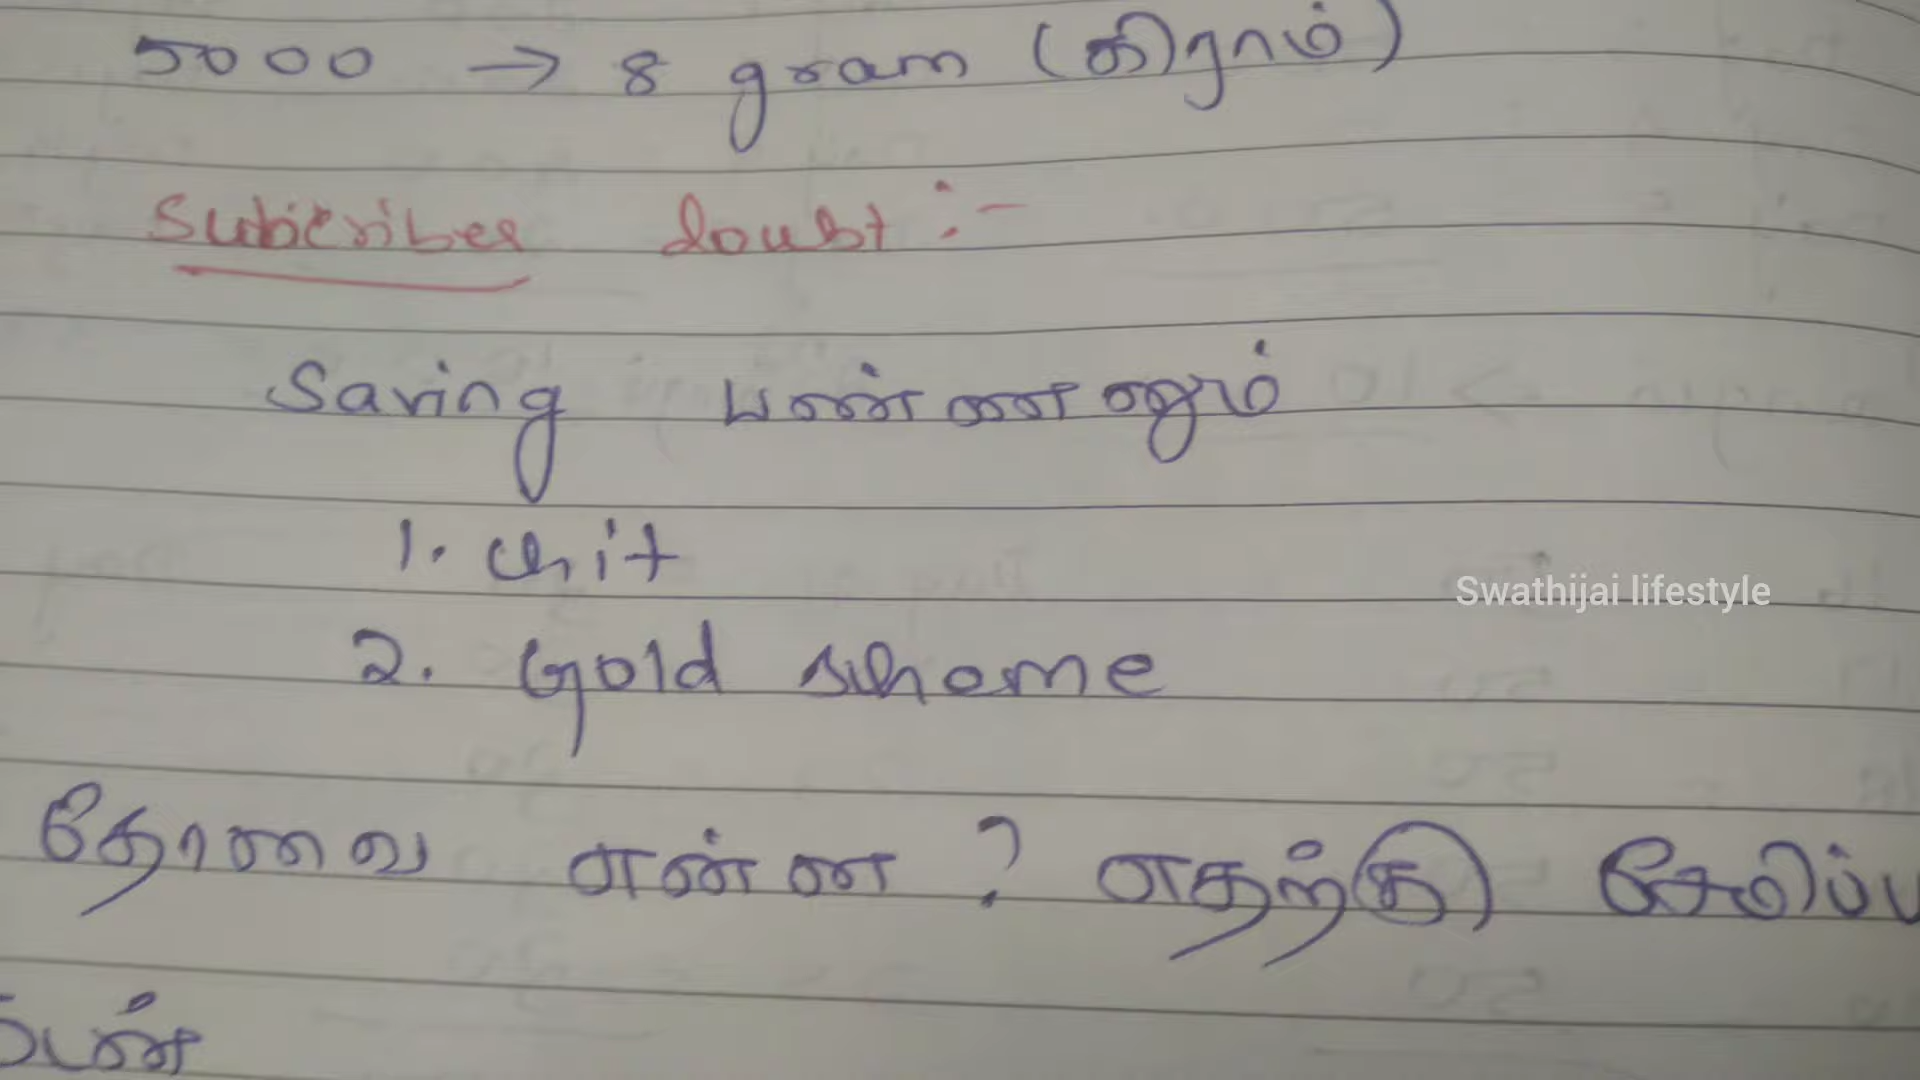 5000 → 8 gram (கிராம்)
Subcriber doubt :-
Saving பண்ணனும்
1. chit
2. Gold scheme
Swathijai lifestyle
தேவை என்ன ? எதற்கு சேமிப்ப